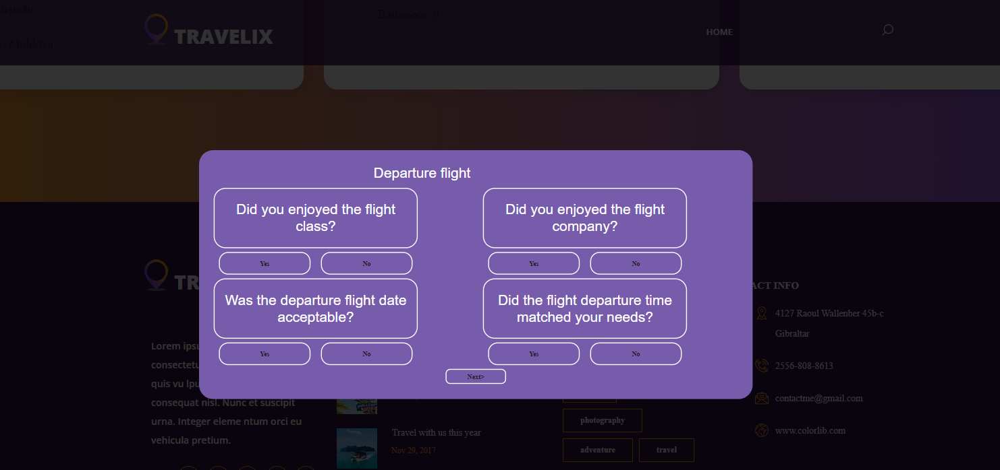 Bathroom: 0
Moldova
TRAVELIX
HOME
Departure flight
Did you enjoyed the flight
class?
Yes
No
Did you enjoyed the flight
company?
Yes
No
Was the departure flight date
acceptable?
Yes
No
Did the flight departure time
matched your needs?
Yes
No
Next>
TR
Lorem ipsu
consectetu
quis vu lpu
consequat nisl. Nunc et suscipit
urna. Integer eleme ntum orci eu
vehicula pretium.
Travel with us this year
Nov 29, 2017
photography
adventure
travel
ACT INFO
4127 Raoul Wallenber 45b-c
Gibraltar
2556-808-8613
contactme@gmail.com
www.colorlib.com